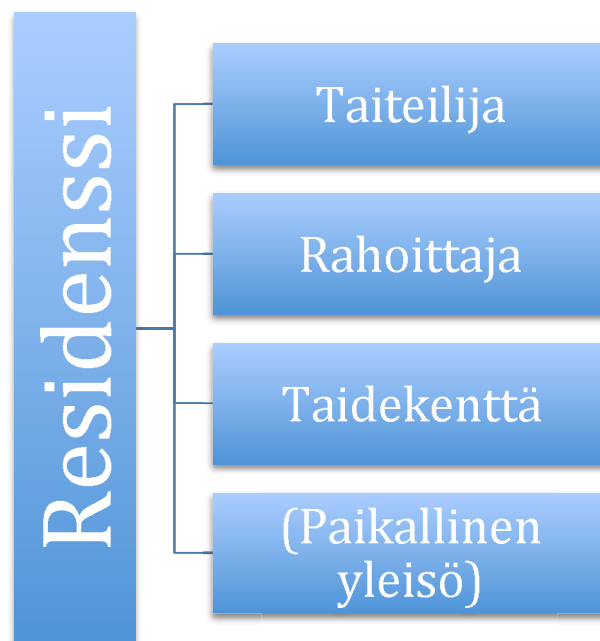 Residenssi
Taiteilija
Rahoittaja
Taidekenttä
(Paikallinen
yleisö)